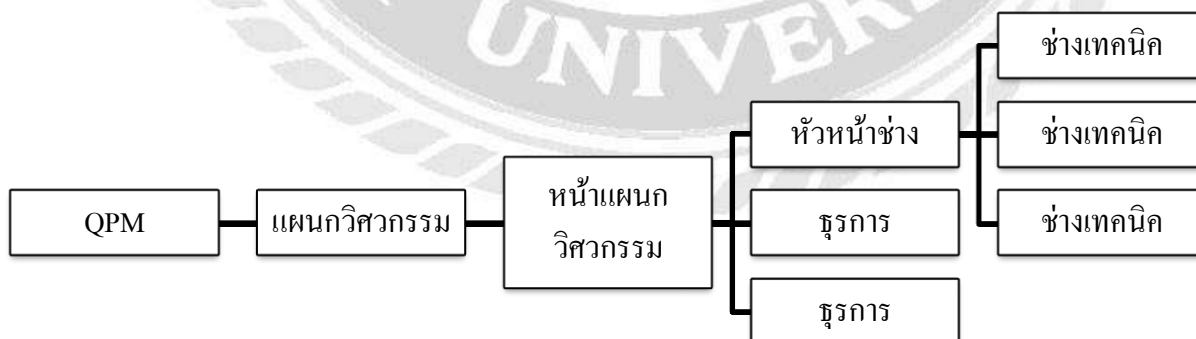 UNIVER
ช่างเทคนิค
หัวหน้าช่าง
ช่างเทคนิค
QPM
แผนกวิศวกรรม
หน้าแผนก
วิศวกรรม
ธุรการ
ช่างเทคนิค
ธุรการ